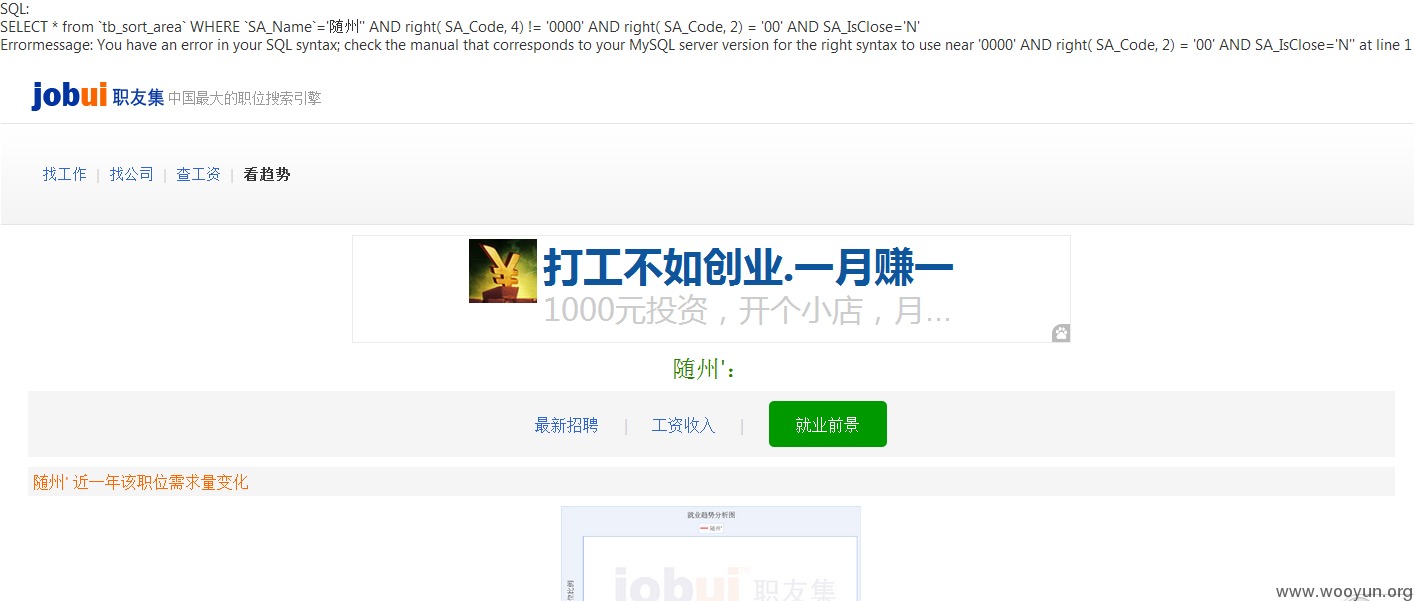 SQL:
SELECT * from `tb_sort_area` WHERE `SA_Name`='随州'' AND right( SA_Code, 4) != '0000' AND right( SA_Code, 2) = '00' AND SA_IsClose='N'
Errormessage: You have an error in your SQL syntax; check the manual that corresponds to your MySQL server version for the right syntax to use near '0000' AND right( SA_Code, 2) = '00' AND SA_IsClose='N'' at line 1
jobui 职友集 中国最大的职位搜索引擎
找工作 | 找公司 | 查工资 | 看趋势
打工不如创业.一月赚一
1000元投资，开个小店，月...
随州'：
最新招聘 | 工资收入 | 就业前景
随州' 近一年该职位需求量变化
就业趋势分析图
随州'
jobui™ 职友集
www.wooyun.org